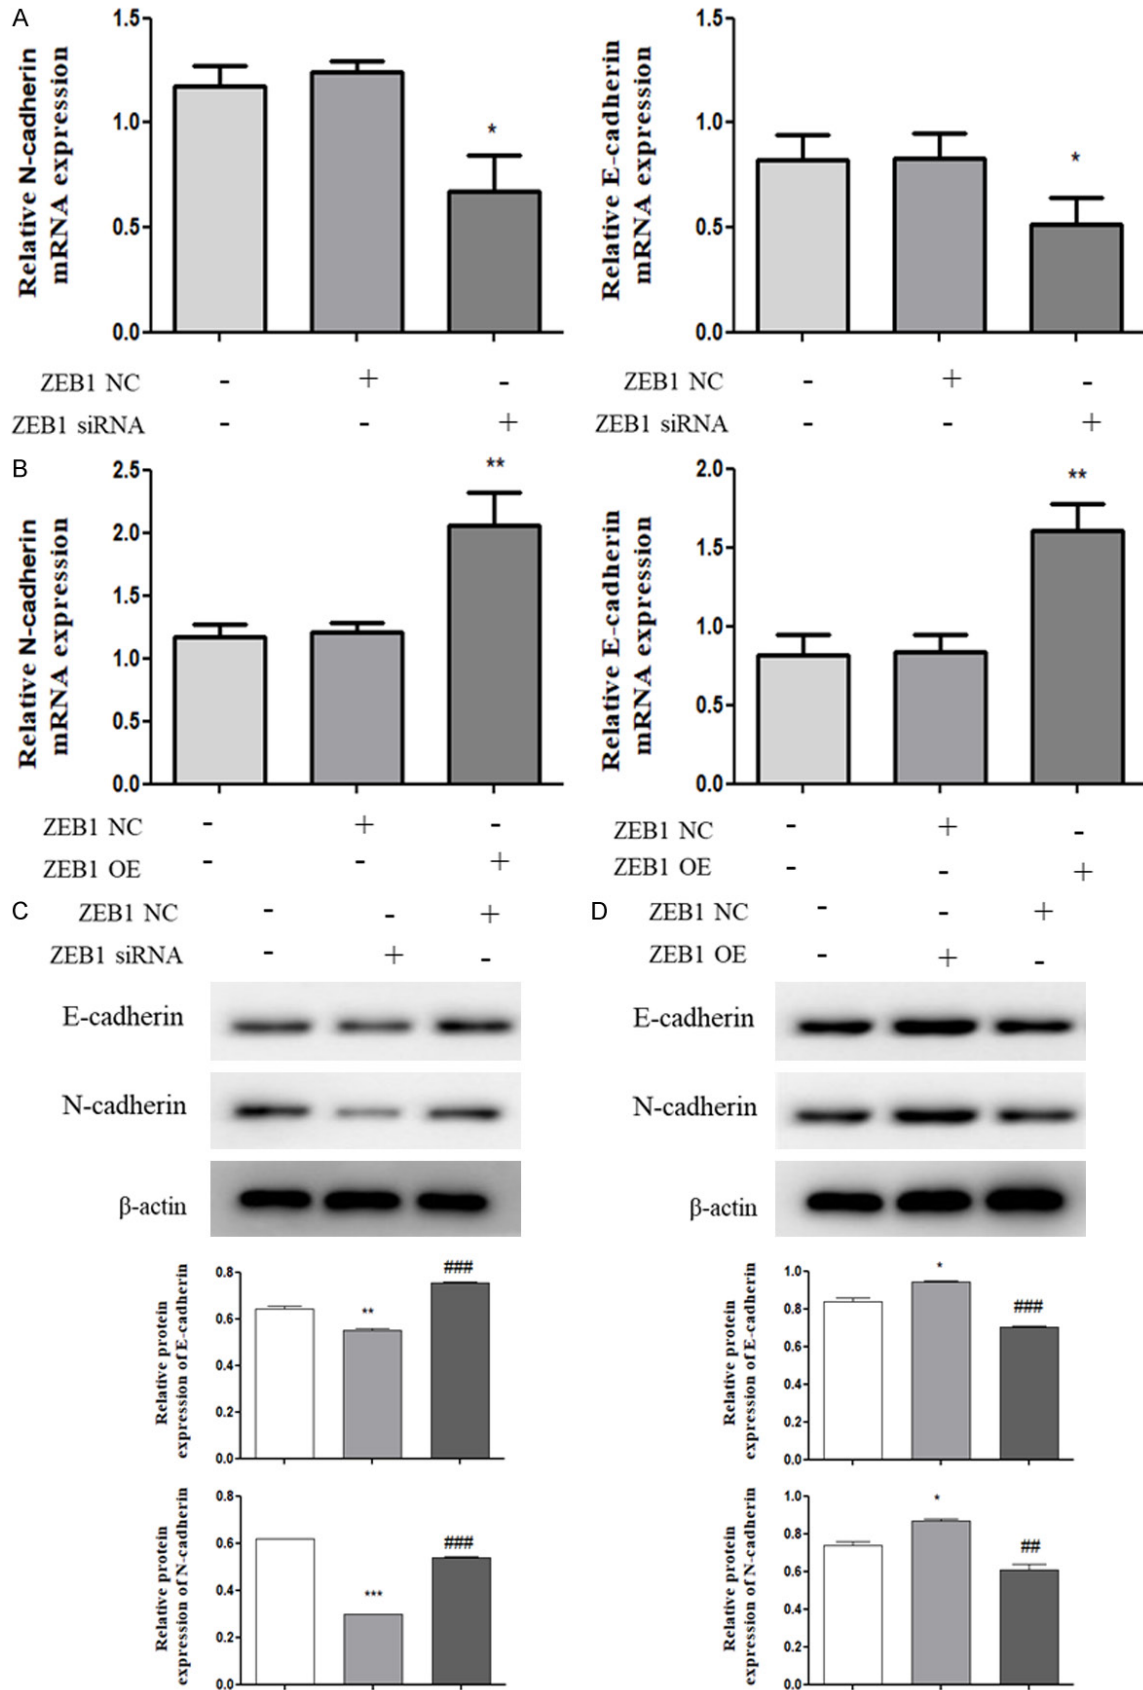 A
Relative N-cadherin
mRNA expression
1.5
1.0
0.5
0.0
*
ZEB1 NC - + -
ZEB1 siRNA - - +
Relative E-cadherin
mRNA expression
1.5
1.0
0.5
0.0
*
ZEB1 NC - + -
ZEB1 siRNA - - +
B
Relative N-cadherin
mRNA expression
2.5
2.0
1.5
1.0
0.5
0.0
**
ZEB1 NC - + -
ZEB1 OE - - +
Relative E-cadherin
mRNA expression
2.0
1.5
1.0
0.5
0.0
**
ZEB1 NC - + -
ZEB1 OE - - +
C
ZEB1 NC - - +
ZEB1 siRNA - + -
E-cadherin
N-cadherin
β-actin
Relative protein
expression of E-cadherin
0.8
0.6
0.4
0.2
0.0
**
###
Relative protein
expression of N-cadherin
0.8
0.6
0.4
0.2
0.0
***
###
D
ZEB1 NC - - +
ZEB1 OE - + -
E-cadherin
N-cadherin
β-actin
Relative protein
expression of E-cadherin
1.0
0.8
0.6
0.4
0.2
0.0
*
###
Relative protein
expression of N-cadherin
1.0
0.8
0.6
0.4
0.2
0.0
*
##